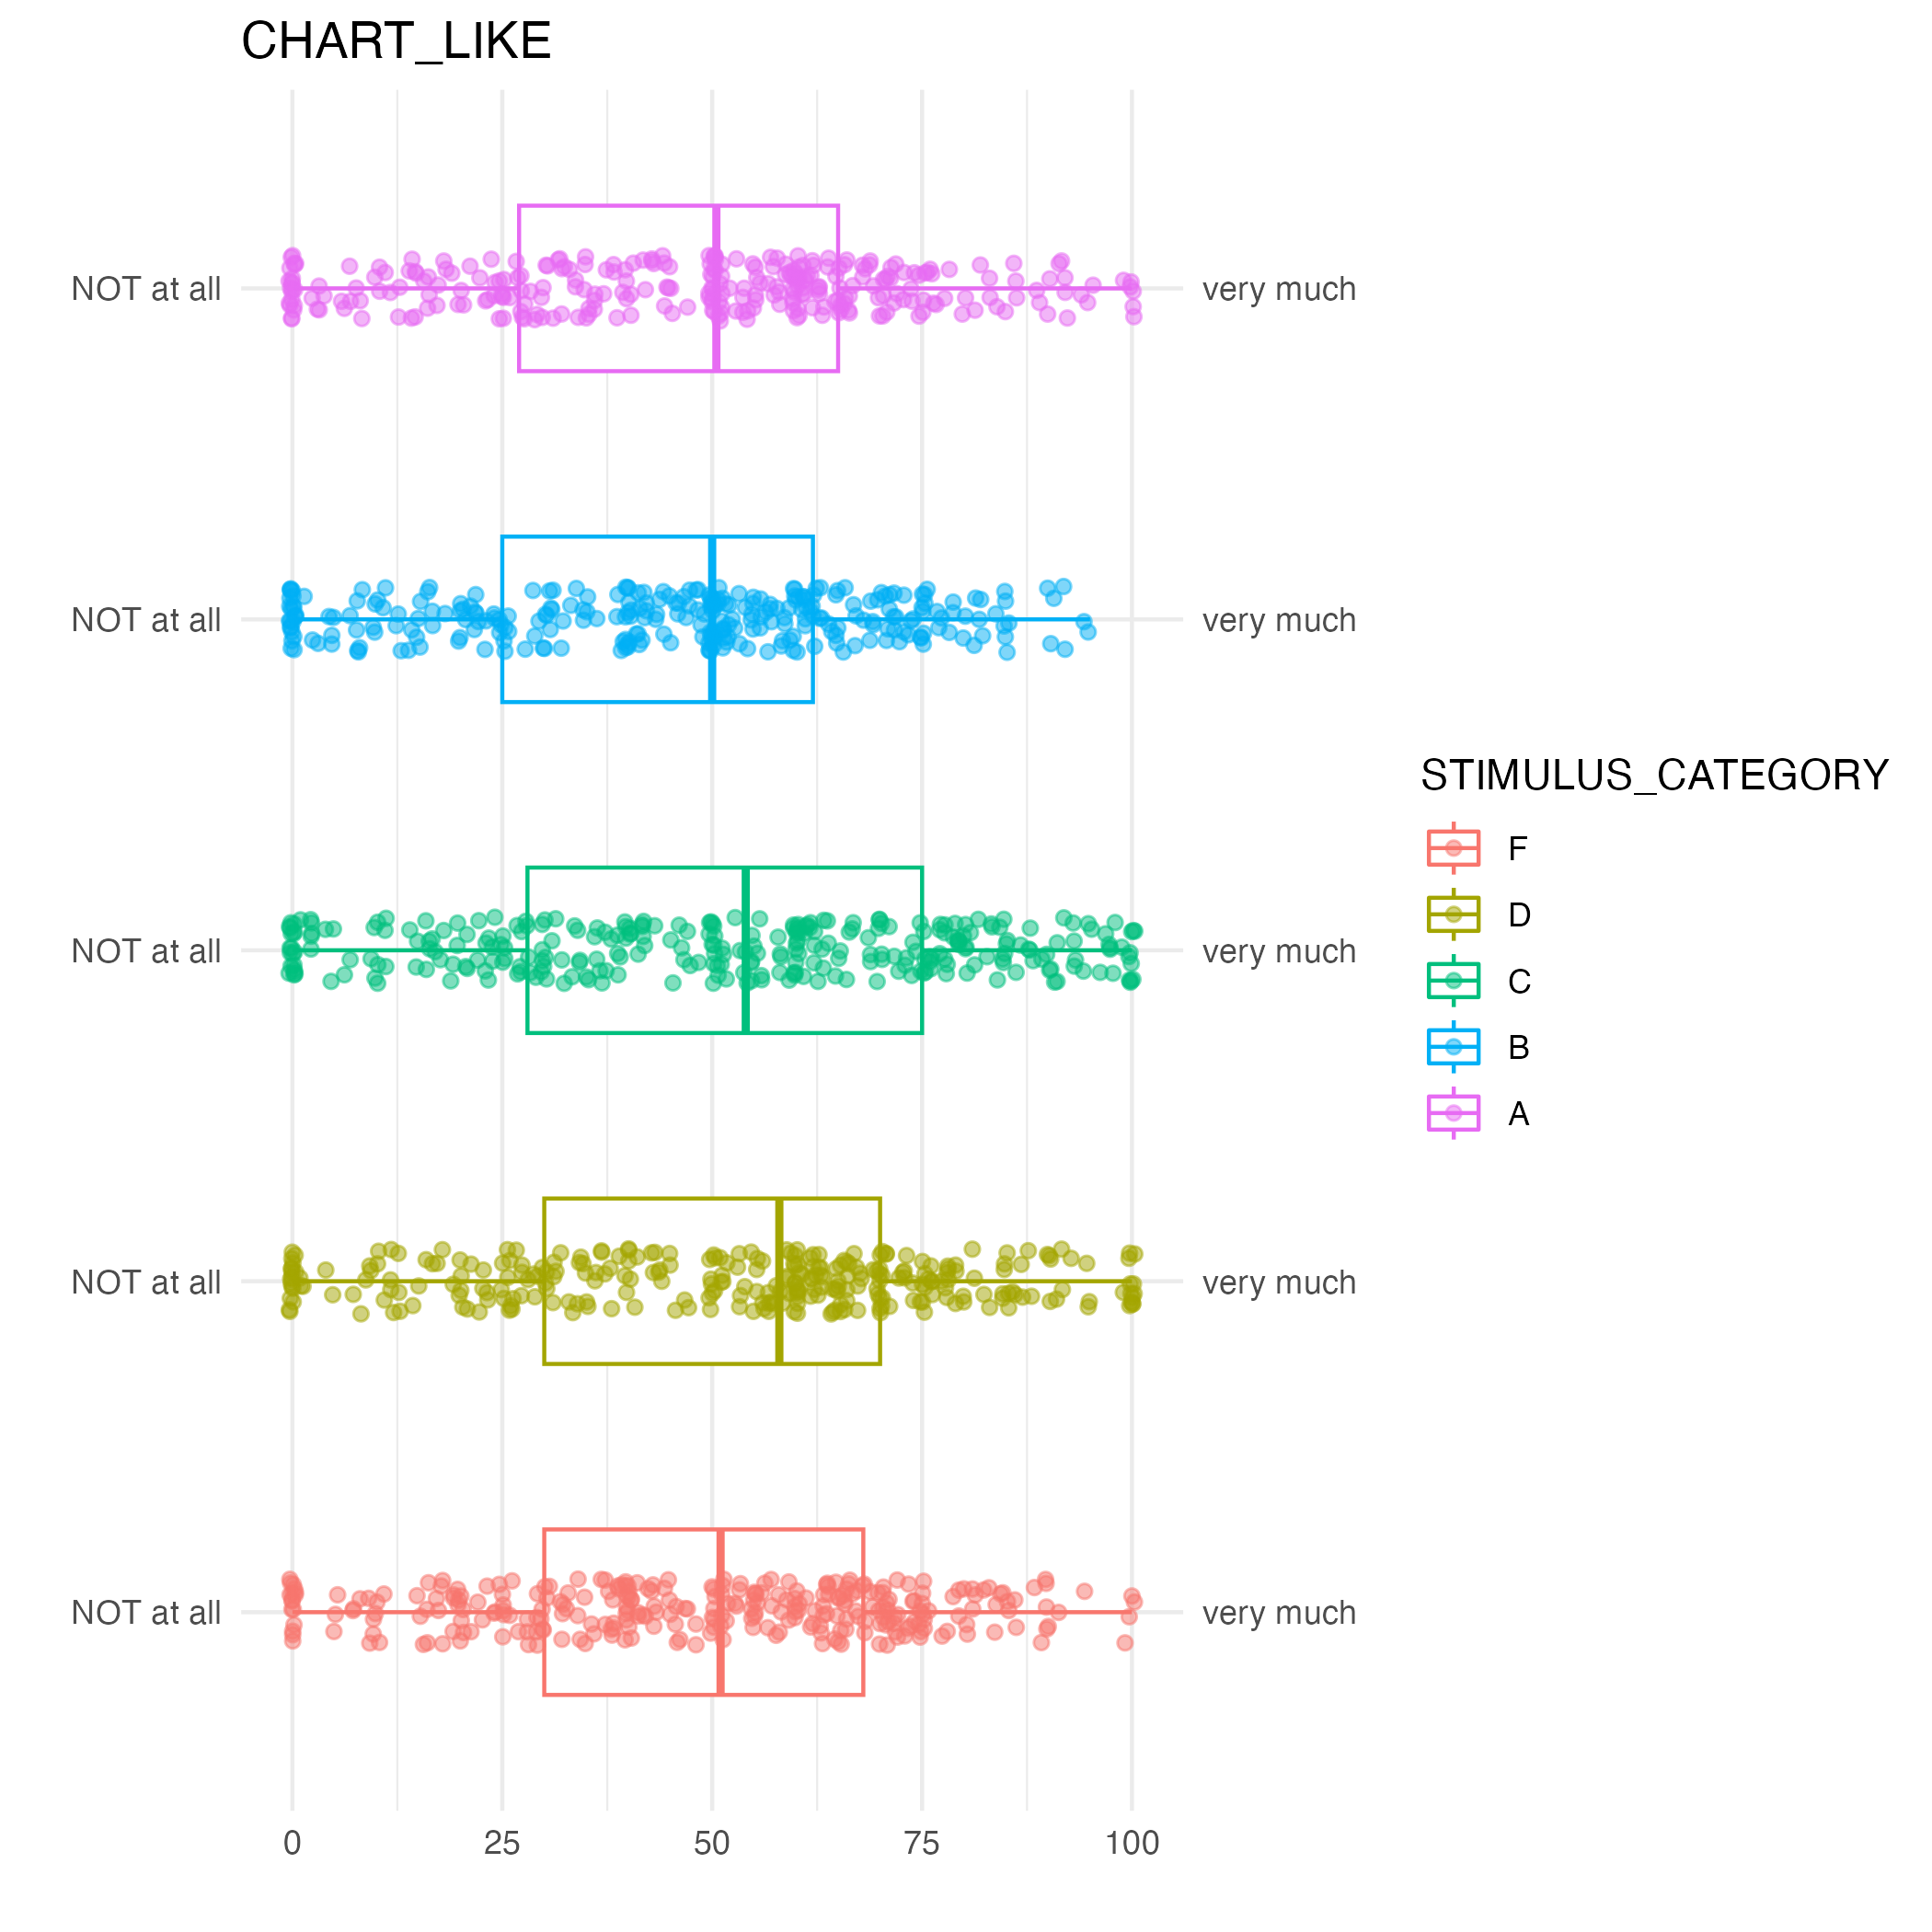 CHART_LIKE
NOT at all very much
NOT at all very much
NOT at all very much
NOT at all very much
NOT at all very much
0 25 50 75 100
STIMULUS_CATEGORY
F
D
C
B
A